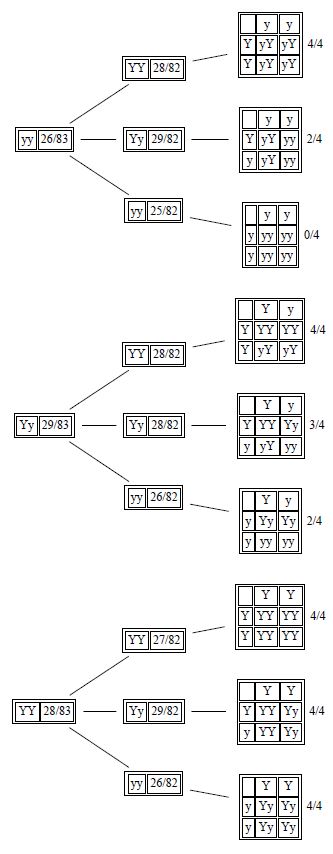 y y
Y yY yY 4/4
YY 28/82 Y yY yY
y y
yy 26/83 Yy 29/82 Y yY yy 2/4
y yY yy
yy 25/82 y y
y yy yy 0/4
y yy yy
Y y
Y YY YY 4/4
YY 28/82 Y yY yY
Y y
Yy 29/83 Yy 28/82 Y YY Yy 3/4
y yY yy
yy 26/82 Y y
y Yy Yy 2/4
y yy yy
Y Y
Y YY YY 4/4
YY 27/82 Y YY YY
Y Y
YY 28/83 Yy 29/82 Y YY Yy 4/4
y YY Yy
yy 26/82 Y Y
y Yy Yy 4/4
y Yy Yy